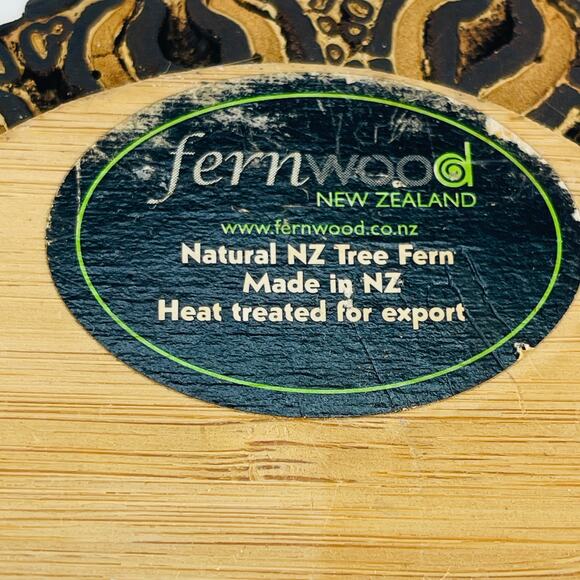 fernwood
NEW ZEALAND
www.fernwood.co.nz
Natural NZ Tree Fern
Made in NZ
Heat treated for export